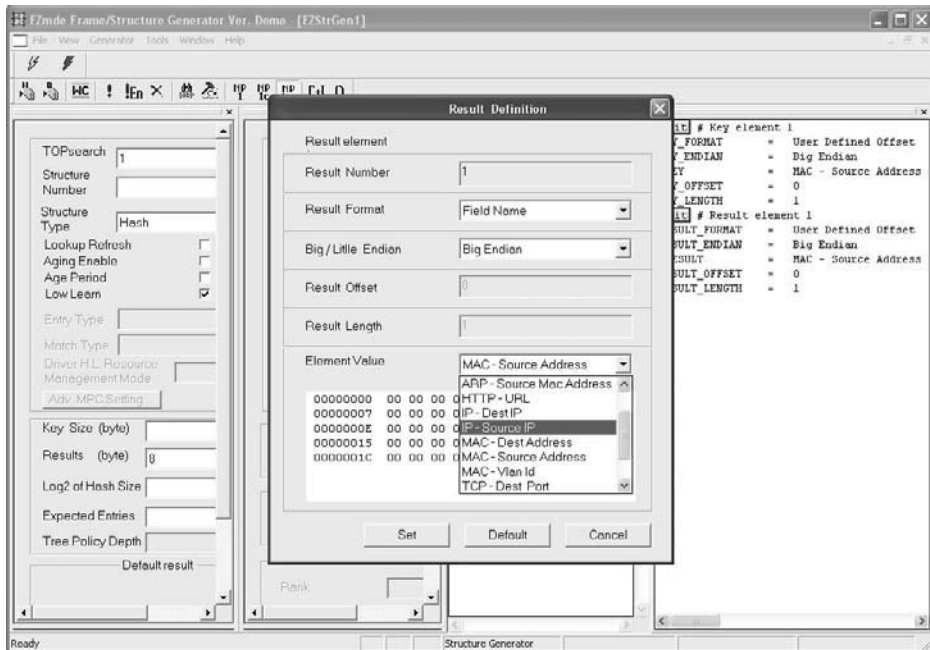 EZmde Frame/Structure Generator Ver. Demo - [EZStrGen1]
File View Generator Tools Window Help
WC ! !En
Result Definition
Result element
Result Number 1
Result Format Field Name
Big / Litlle Endian Big Endian
Result Offset 0
Result Length 1
Element Value MAC - Source Address
ARP - Source Mac Address
HTTP - URL
IP - Dest IP
IP - Source IP
MAC - Dest Address
MAC - Source Address
MAC - Vlan Id
TCP - Dest Port
00000000 00 00 00
00000007 00 00 00
0000000E 00 00 00
00000015 00 00 00
0000001C 00 00 00
Set Default Cancel
TOPsearch 1
Structure
Number
Structure
Type Hash
Lookup Refresh
Aging Enable
Age Period
Low Learn
Entry Type
Match Type
Driver H.L. Resource
Management Mode
Adv. MPC Setting...
Key Size (byte)
Results (byte) 8
Log2 of Hash Size
Expected Entries
Tree Policy Depth
Default result
Rank
# Key element 1
Y_FORMAT = User Defined Offset
Y_ENDIAN = Big Endian
EY = MAC - Source Address
Y_OFFSET = 0
Y_LENGTH = 1
# Result element 1
SULT_FORMAT = User Defined Offset
SULT_ENDIAN = Big Endian
ESULT = MAC - Source Address
SULT_OFFSET = 0
SULT_LENGTH = 1
Ready Structure Generator